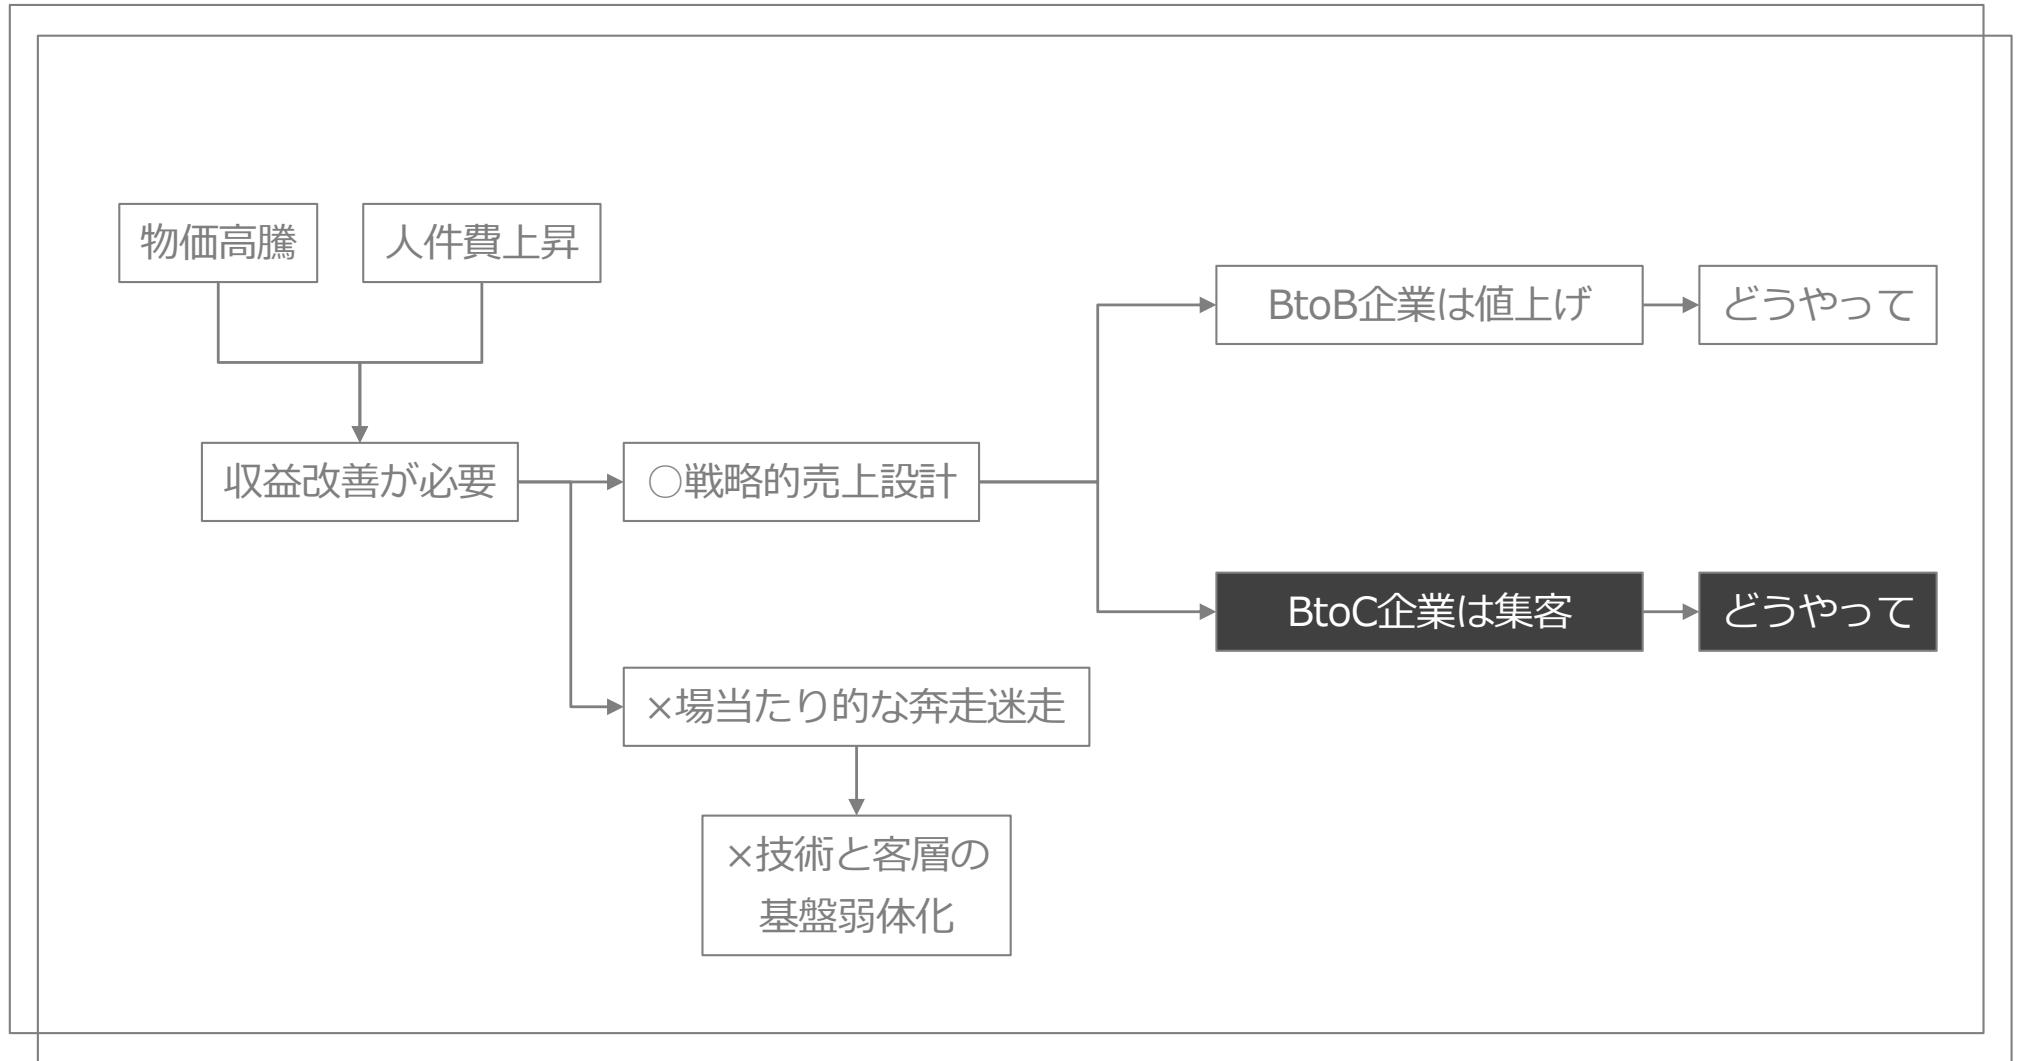 物価高騰
人件費上昇
収益改善が必要
○戦略的売上設計
BtoB企業は値上げ
どうやって
BtoC企業は集客
どうやって
×場当たり的な奔走迷走
×技術と客層の
基盤弱体化